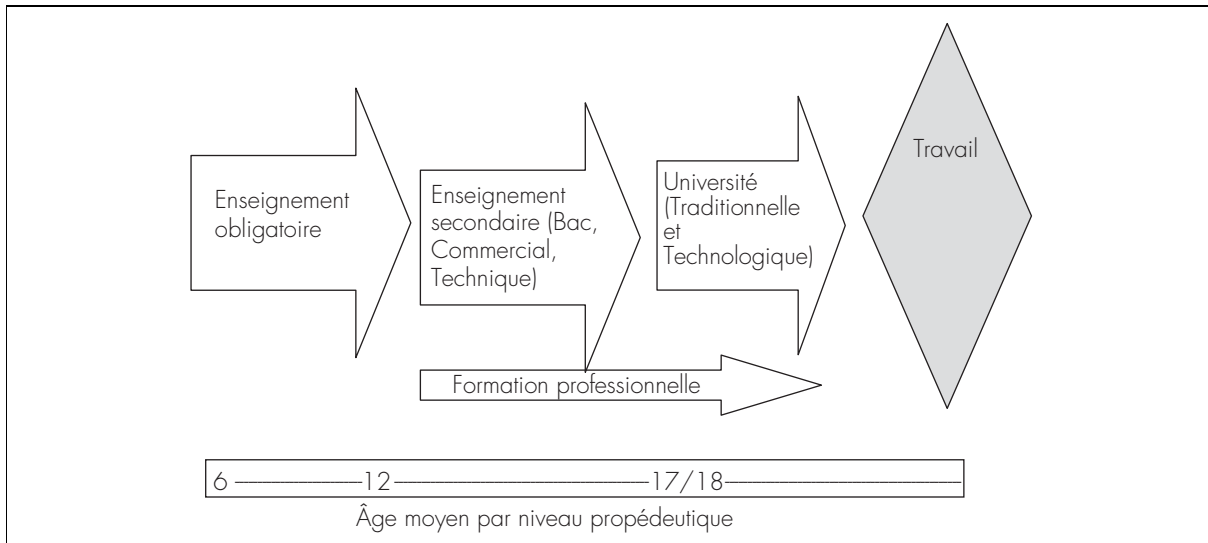 Enseignement
obligatoire
Enseignement
secondaire (Bac,
Commercial,
Technique)
Université
(Traditionnelle
et
Technologique)
Travail
Formation professionnelle
6 12 17/18
Âge moyen par niveau propédeutique